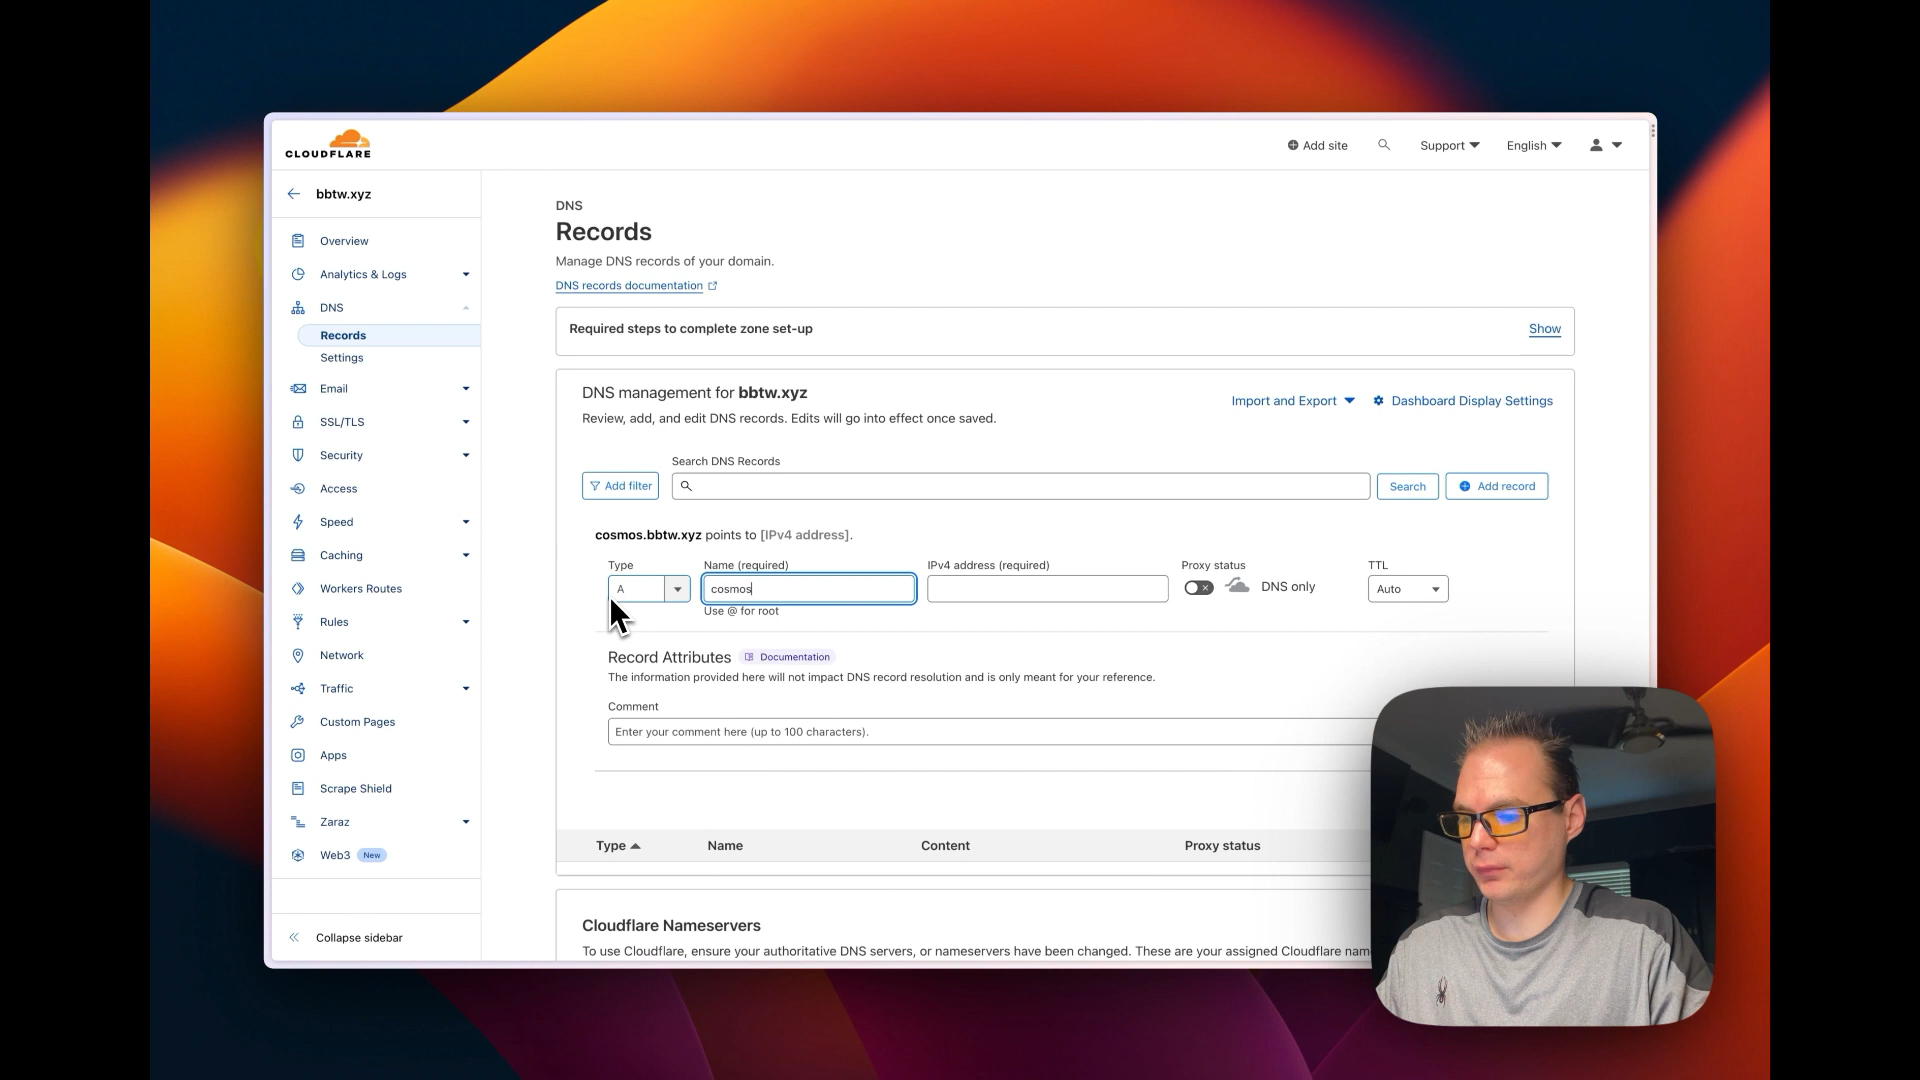 CLOUDFLARE
Add site
Support
English
bbtw.xyz
Overview
Analytics & Logs
DNS
Records
Settings
Email
SSL/TLS
Security
Access
Speed
Caching
Workers Routes
Rules
Network
Traffic
Custom Pages
Apps
Scrape Shield
Zaraz
Web3 New
Collapse sidebar
DNS
Records
Manage DNS records of your domain.
DNS records documentation
Required steps to complete zone set-up
Show
DNS management for bbtw.xyz
Review, add, and edit DNS records. Edits will go into effect once saved.
Import and Export
Dashboard Display Settings
Search DNS Records
Add filter
Search
Add record
cosmos.bbtw.xyz points to [IPv4 address].
Type
Name (required)
IPv4 address (required)
Proxy status
TTL
A
cosmos
DNS only
Auto
Use @ for root
Record Attributes
Documentation
The information provided here will not impact DNS record resolution and is only meant for your reference.
Comment
Enter your comment here (up to 100 characters).
Type
Name
Content
Proxy status
Cloudflare Nameservers
To use Cloudflare, ensure your authoritative DNS servers, or nameservers have been changed. These are your assigned Cloudflare